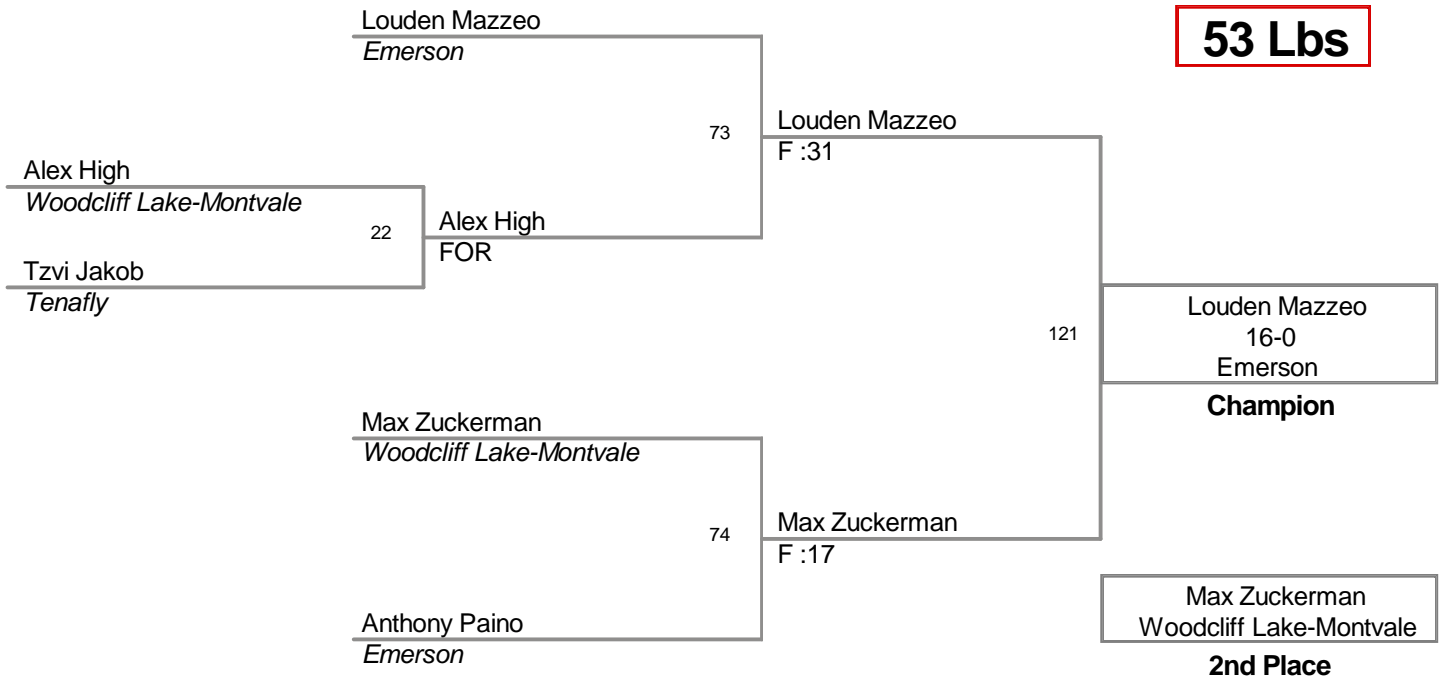 Louden Mazzeo
Emerson
53 Lbs
73
Louden Mazzeo
F :31
Alex High
Woodcliff Lake-Montvale
22
Alex High
FOR
Tzvi Jakob
Tenafly
121
Louden Mazzeo
16-0
Emerson
Champion
Max Zuckerman
Woodcliff Lake-Montvale
74
Max Zuckerman
F :17
Anthony Paino
Emerson
Max Zuckerman
Woodcliff Lake-Montvale
2nd Place